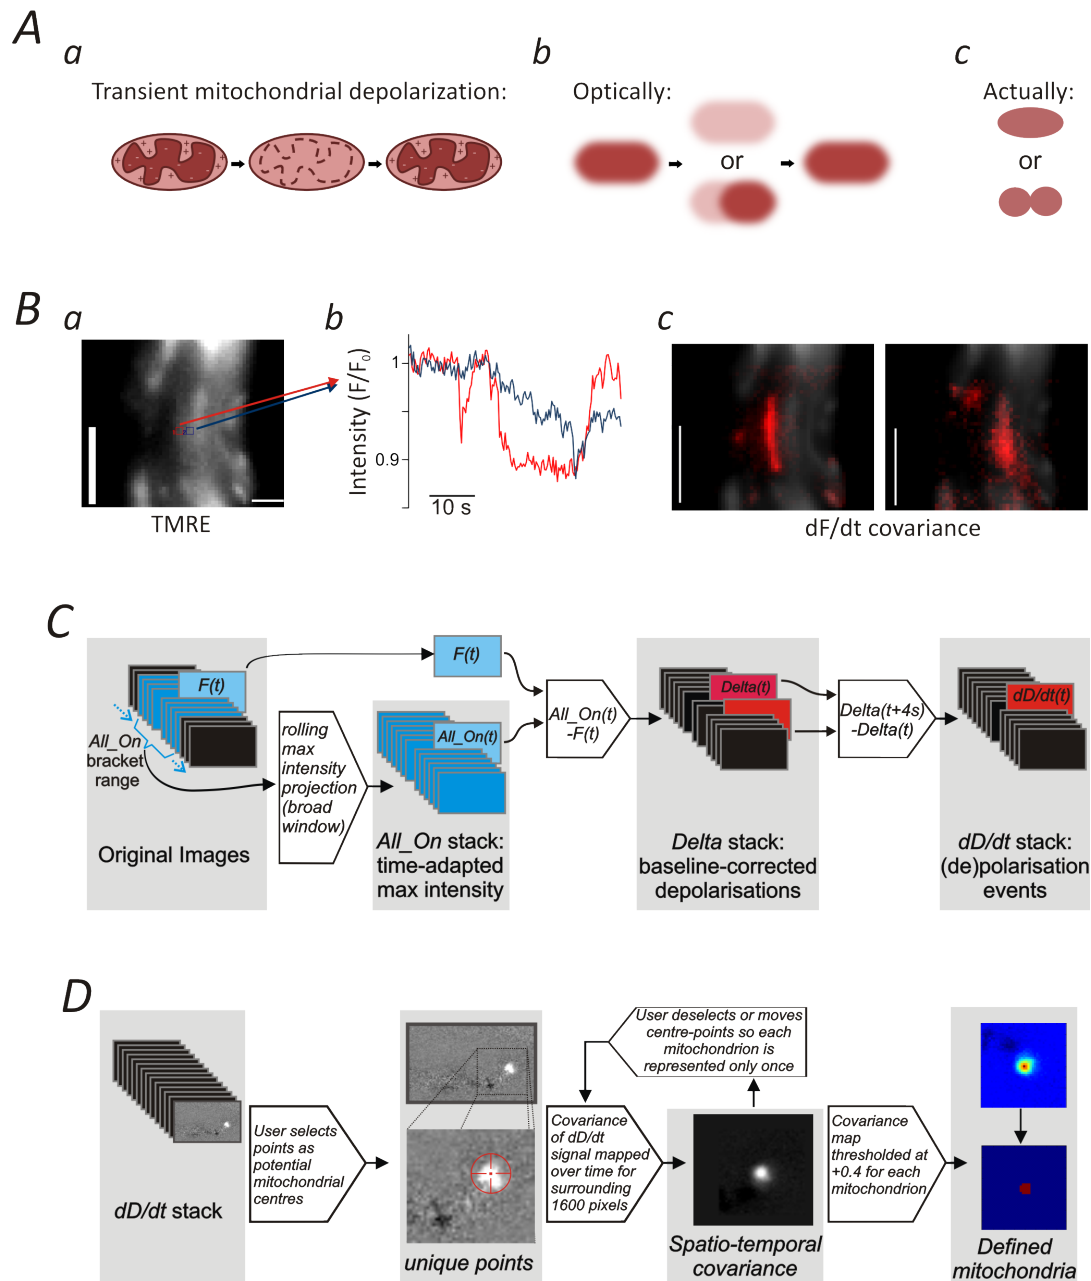 A
a
Transient mitochondrial depolarization:
b
Optically:
or
c
Actually:
or
B
a
TMRE
b
Intensity (F/F0)
1
0.9
10 s
c
dF/dt covariance
C
F(t)
All_On
bracket
range
Original Images
rolling
max
intensity
projection
(broad
window)
F(t)
All_On(t)
All_On stack:
time-adapted
max intensity
All_On(t)
-F(t)
Delta(t)
Delta stack:
baseline-corrected
depolarisations
Delta(t+4s)
-Delta(t)
dD/dt(t)
dD/dt stack:
(de)polarisation
events
D
dD/dt stack
User selects
points as
potential
mitochondrial
centres
unique points
User deselects or moves
centre-points so each
mitochondrion is
represented only once
Covariance
of dD/dt
signal mapped
over time for
surrounding
1600 pixels
Spatio-temporal
covariance
Covariance
map
thresholded at
+0.4 for each
mitochondrion
Defined
mitochondria